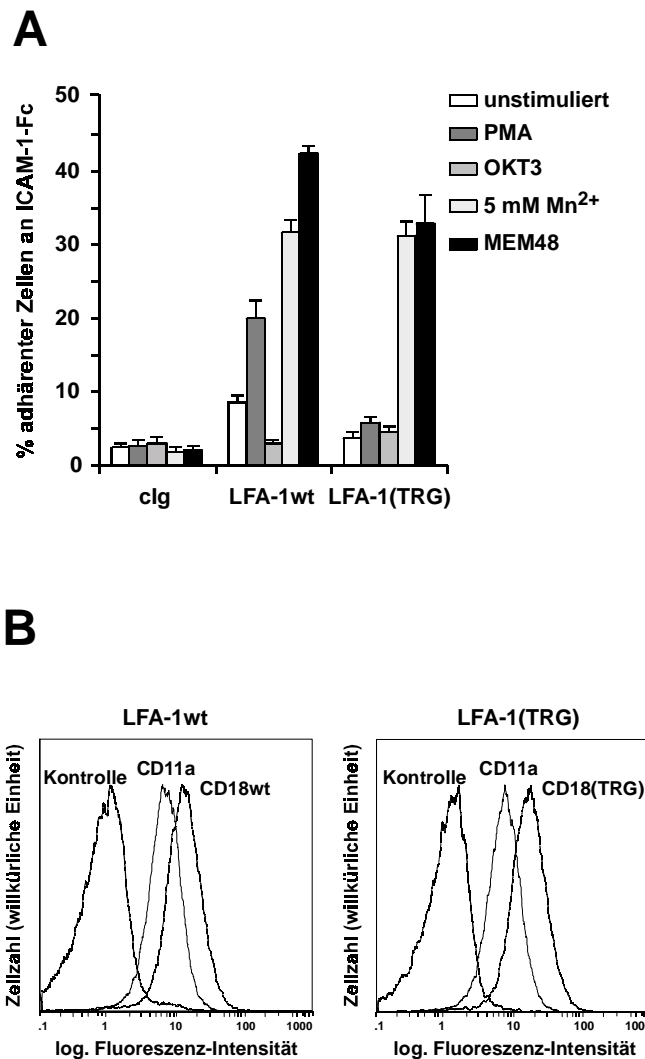 A
% adhärenter Zellen an ICAM-1-Fc
50
40
30
20
10
0
cIg
LFA-1wt
LFA-1(TRG)
unstimuliert
PMA
OKT3
5 mM Mn2+
MEM48
B
LFA-1wt
Zellzahl (willkürliche Einheit)
Kontrolle
CD11a
CD18wt
.1 1 10 100 1000
log. Fluoreszenz-Intensität
LFA-1(TRG)
Zellzahl (willkürliche Einheit)
Kontrolle
CD11a
CD18(TRG)
.1 1 10 100 100
log. Fluoreszenz-Intensität